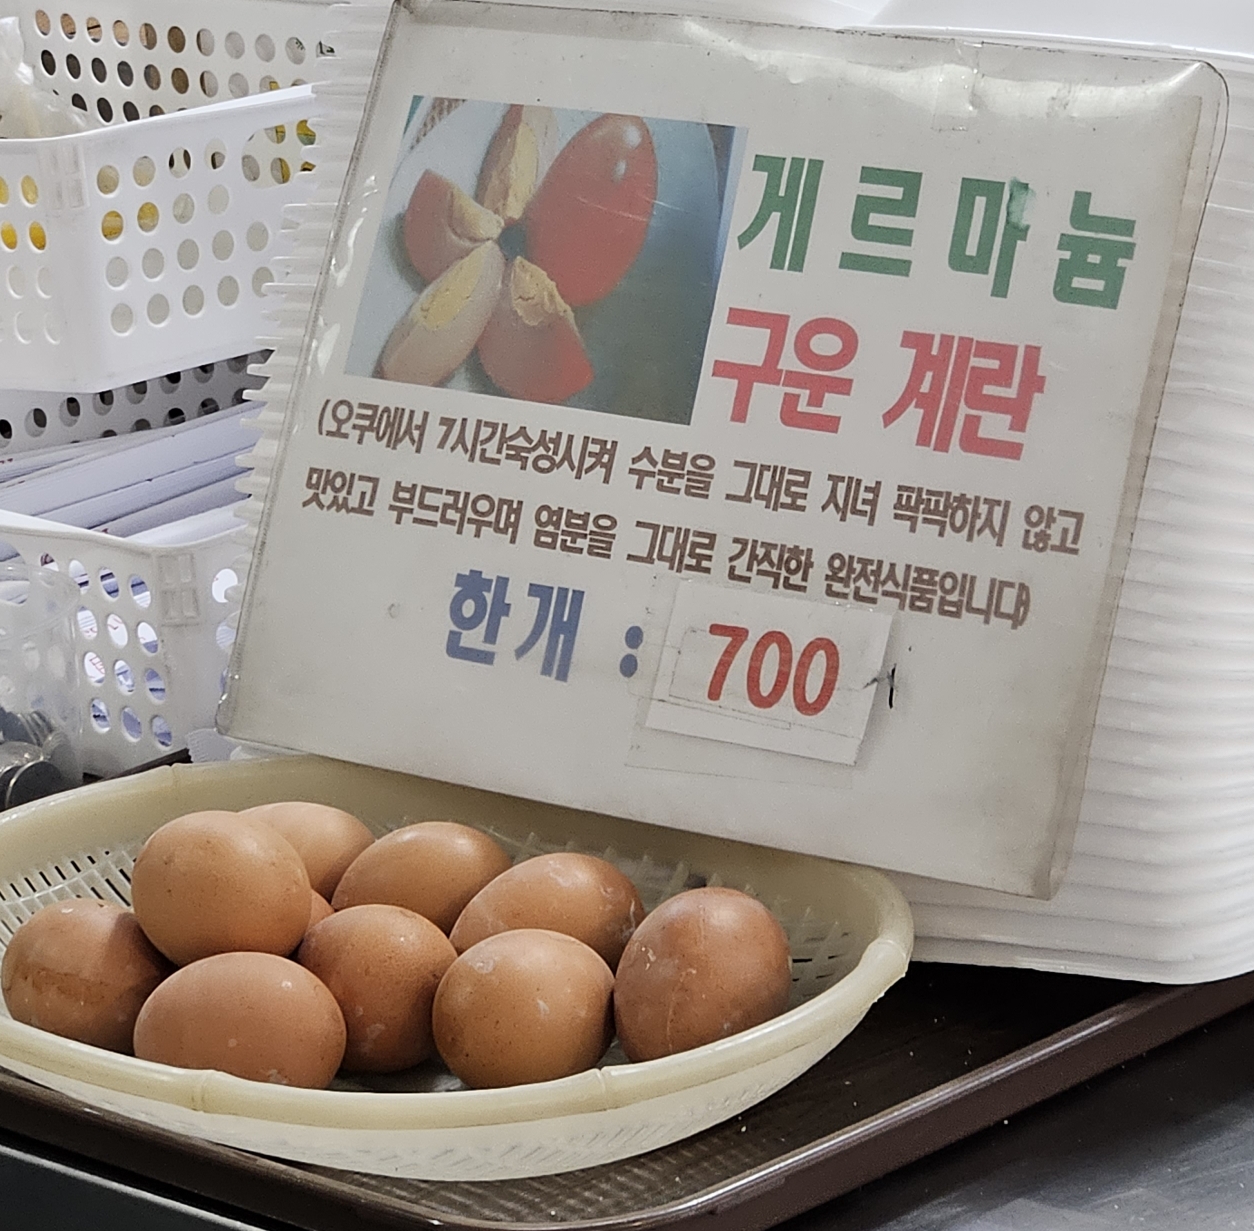 게르마늄
구운 계란
(오쿠에서 7시간숙성시켜 수분을 그대로 지녀 팍팍하지 않고
맛있고 부드러우며 염분을 그대로 간직한 완전식품입니다)
한개 : 700